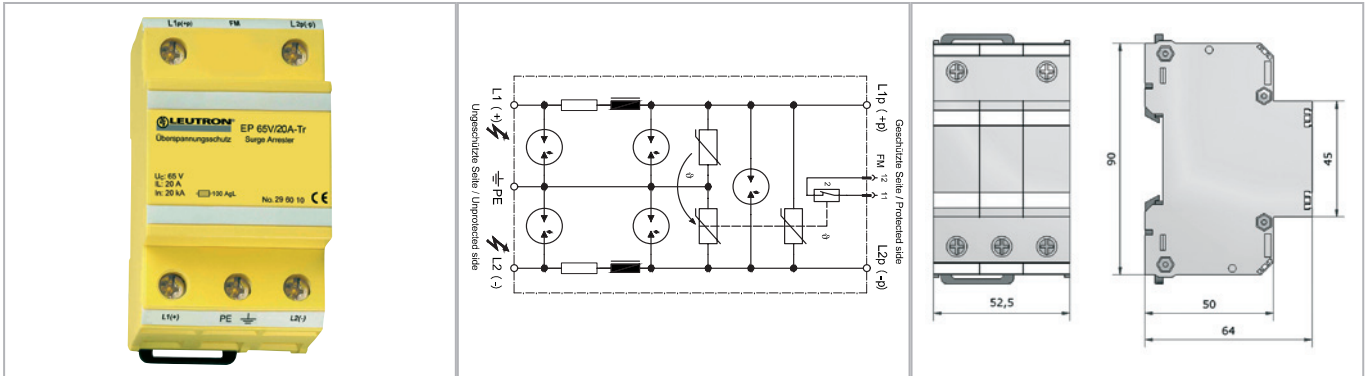 L1p(+p) FM L2p(-p)
LEUTRON® EP 65V/20A-Tr
Überspannungsschutz Surge Arrester
Uc: 65 V
IL: 20 A
In: 20 kA 100 AgL
No. 29 60 10 CE
L1(+) PE L2(-)
L1 (+)
Ungeschützte Seite / Unprotected side
PE
L2 (-)
L1p (+p)
Geschützte Seite / Protected side
FM
12
11
2
ϑ
ϑ
L2p (-p)
90
45
52,5
50
64